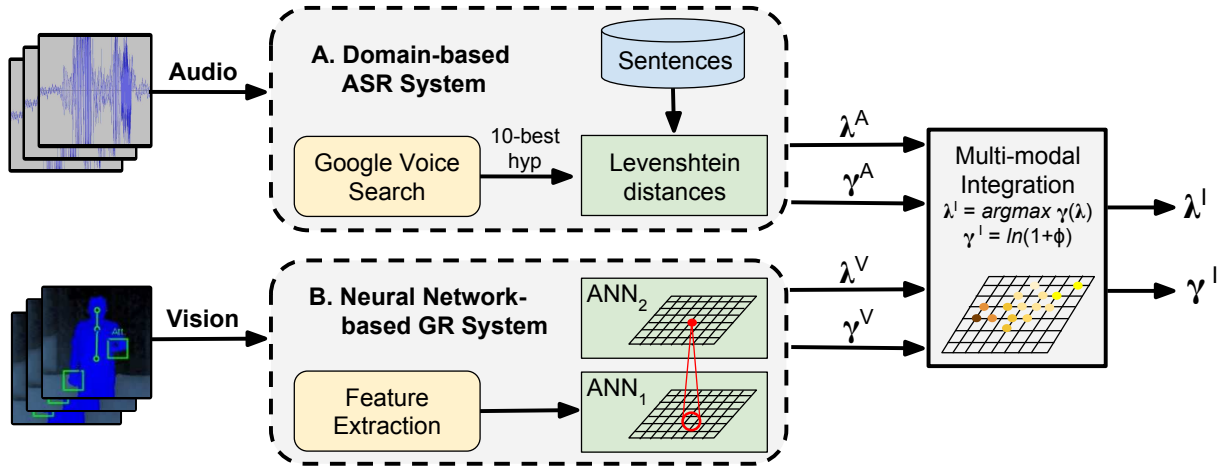 Audio
A. Domain-based
ASR System
Sentences
Google Voice
Search
10-best
hyp
Levenshtein
distances
λᴬ
γᴬ
Vision
Att
B. Neural Network-
based GR System
Feature
Extraction
ANN₂
ANN₁
λⱽ
γⱽ
Multi-modal
Integration
λᴵ = argmax γ(λ)
γᴵ = ln(1+ϕ)
λᴵ
γᴵ